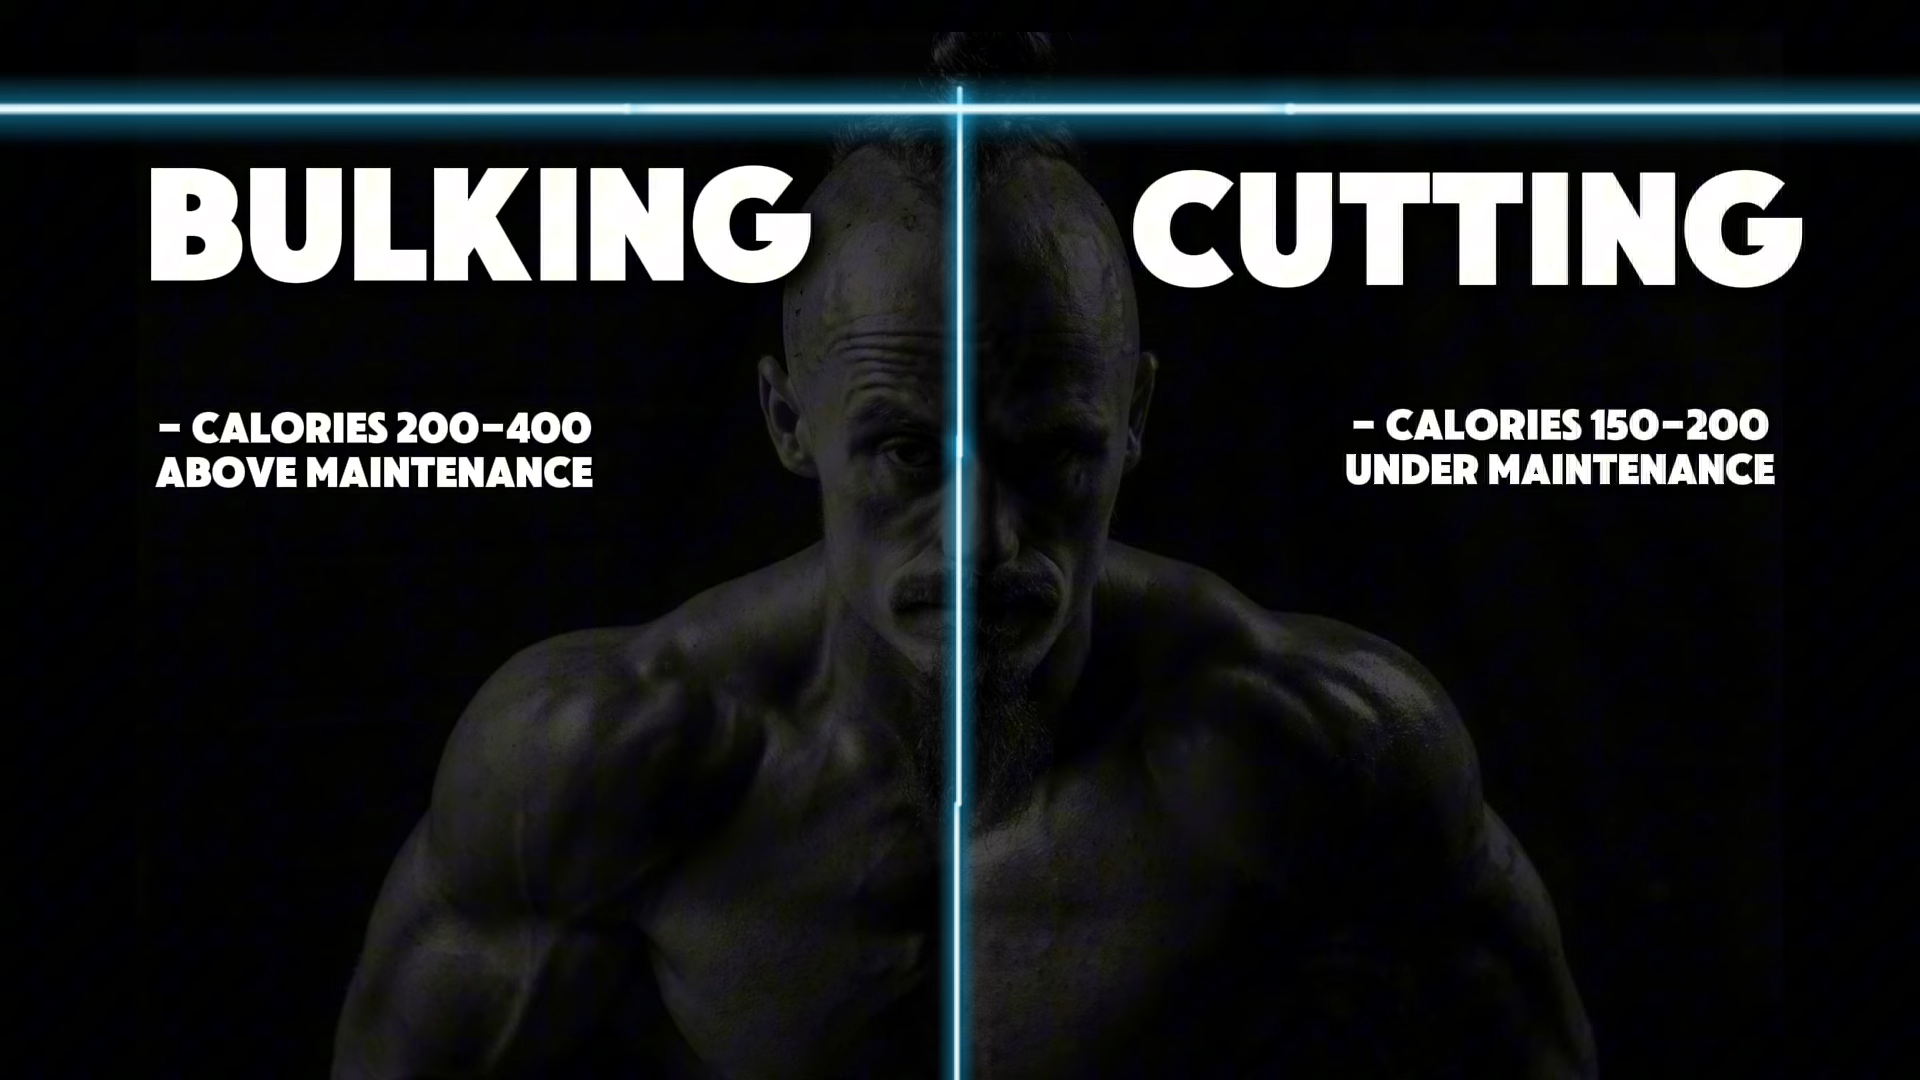 BULKING
- CALORIES 200-400
ABOVE MAINTENANCE
CUTTING
- CALORIES 150-200
UNDER MAINTENANCE